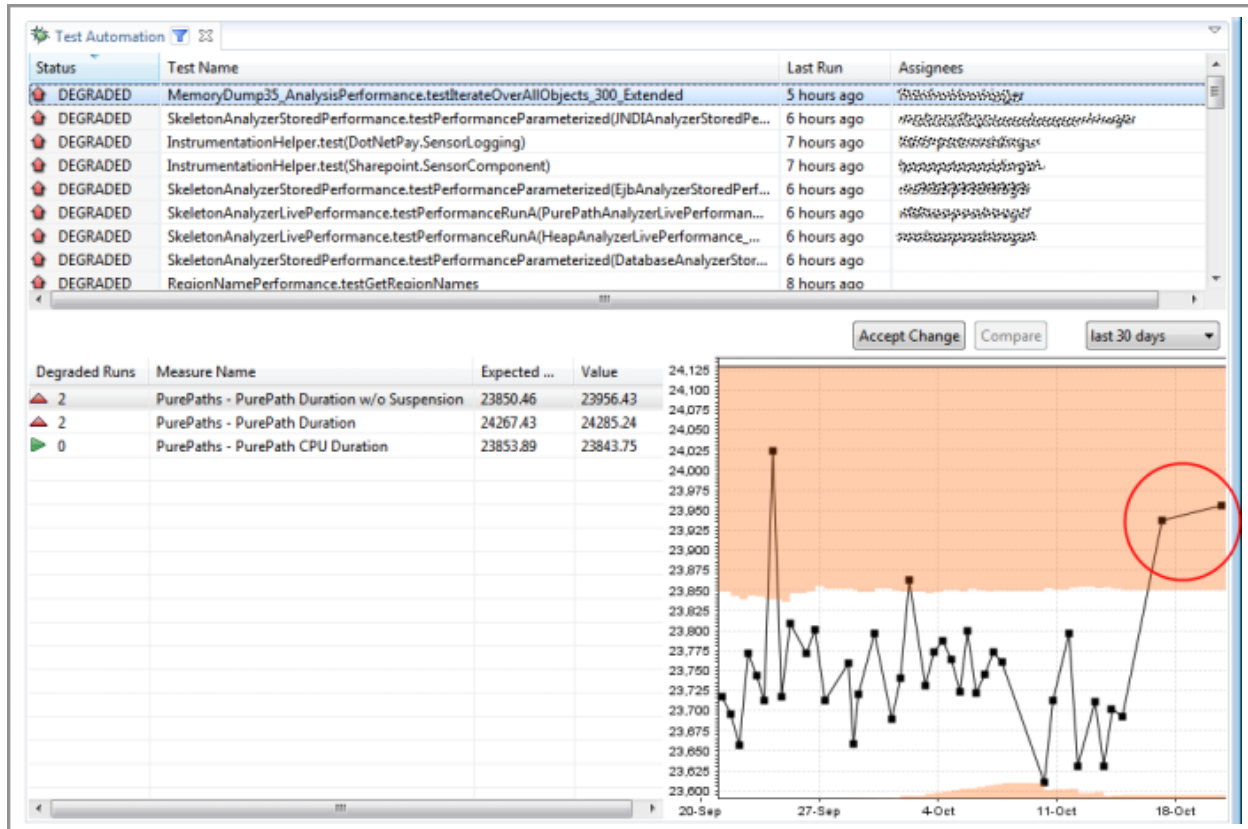 Test Automation
Status Test Name Last Run Assignees
DEGRADED MemoryDump35_AnalysisPerformance.testIterateOverAllObjects_300_Extended 5 hours ago
DEGRADED SkeletonAnalyzerStoredPerformance.testPerformanceParameterized(JNDIAnalyzerStoredPe... 6 hours ago
DEGRADED InstrumentationHelper.test(DotNetPay.SensorLogging) 7 hours ago
DEGRADED InstrumentationHelper.test(Sharepoint.SensorComponent) 7 hours ago
DEGRADED SkeletonAnalyzerStoredPerformance.testPerformanceParameterized(EjbAnalyzerStoredPerf... 6 hours ago
DEGRADED SkeletonAnalyzerLivePerformance.testPerformanceRunA(PurePathAnalyzerLivePerforman... 6 hours ago
DEGRADED SkeletonAnalyzerLivePerformance.testPerformanceRunA(HeapAnalyzerLivePerformance_... 6 hours ago
DEGRADED SkeletonAnalyzerStoredPerformance.testPerformanceParameterized(DatabaseAnalyzerStor... 6 hours ago
DEGRADED RegionNamePerformance.testGetRegionNames 8 hours ago
Accept Change Compare last 30 days
Degraded Runs Measure Name Expected ... Value
2 PurePaths - PurePath Duration w/o Suspension 23850.46 23956.43
2 PurePaths - PurePath Duration 24267.43 24285.24
0 PurePaths - PurePath CPU Duration 23853.89 23843.75
24,125
24,100
24,075
24,050
24,025
24,000
23,975
23,950
23,925
23,900
23,875
23,850
23,825
23,800
23,775
23,750
23,725
23,700
23,675
23,650
23,625
23,600
20-Sep 27-Sep 4-Oct 11-Oct 18-Oct